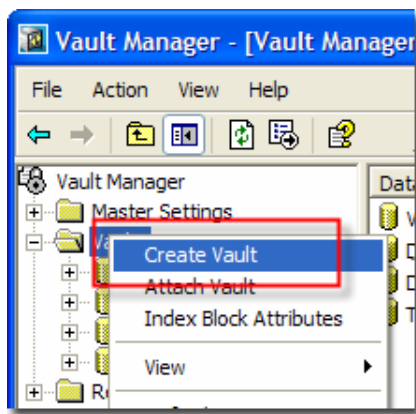 Vault Manager - [Vault Manager
File Action View Help
Vault Manager
Master Settings
Create Vault
Attach Vault
Index Block Attributes
View